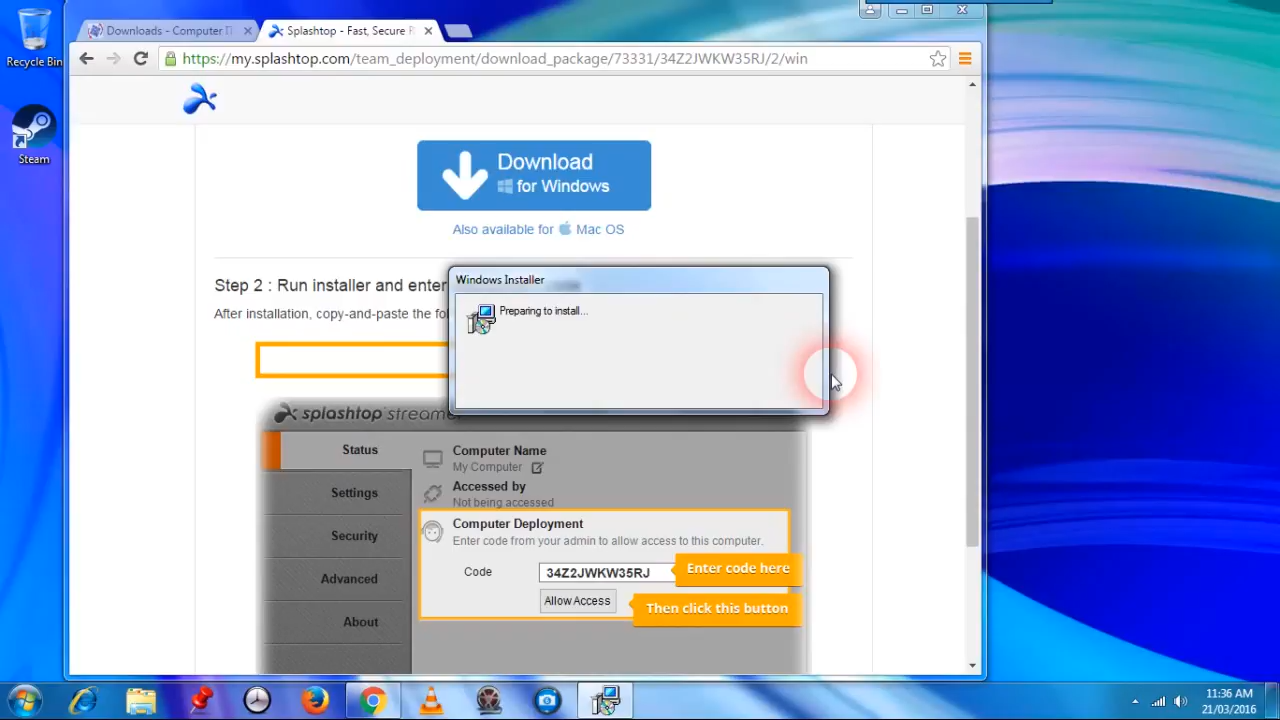 Recycle Bin
Steam
Downloads - Computer
Splashtop - Fast, Secure R
https://my.splashtop.com/team_deployment/download_package/73331/34Z2JWKW35RJ/2/win
Download
for Windows
Also available for Mac OS
Step 2 : Run installer and enter
After installation, copy-and-paste the fo
Windows Installer
Preparing to install...
splashtop streamer
Status
Settings
Security
Advanced
About
Computer Name
My Computer
Accessed by
Not being accessed
Computer Deployment
Enter code from your admin to allow access to this computer.
Code
34Z2JWKW35RJ
Enter code here
Allow Access
Then click this button
11:36 AM
21/03/2016